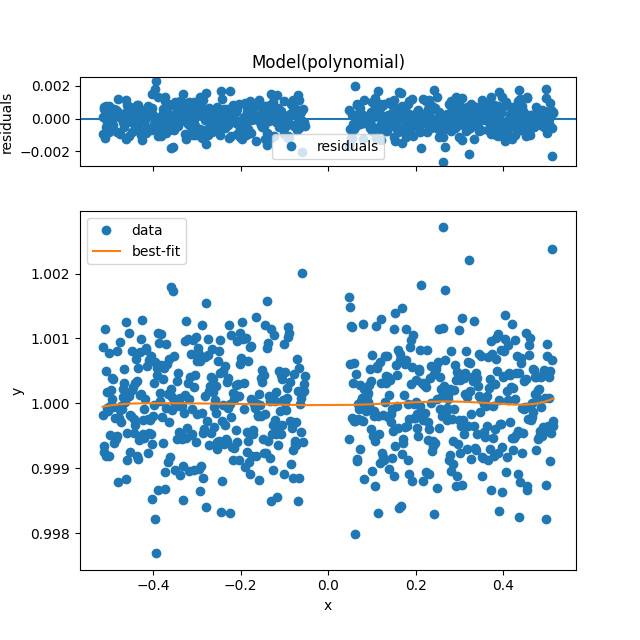 Model(polynomial)
0.002
0.000
−0.002
residuals
residuals
data
best-fit
1.002
1.001
1.000
0.999
0.998
y
−0.4
−0.2
0.0
0.2
0.4
x